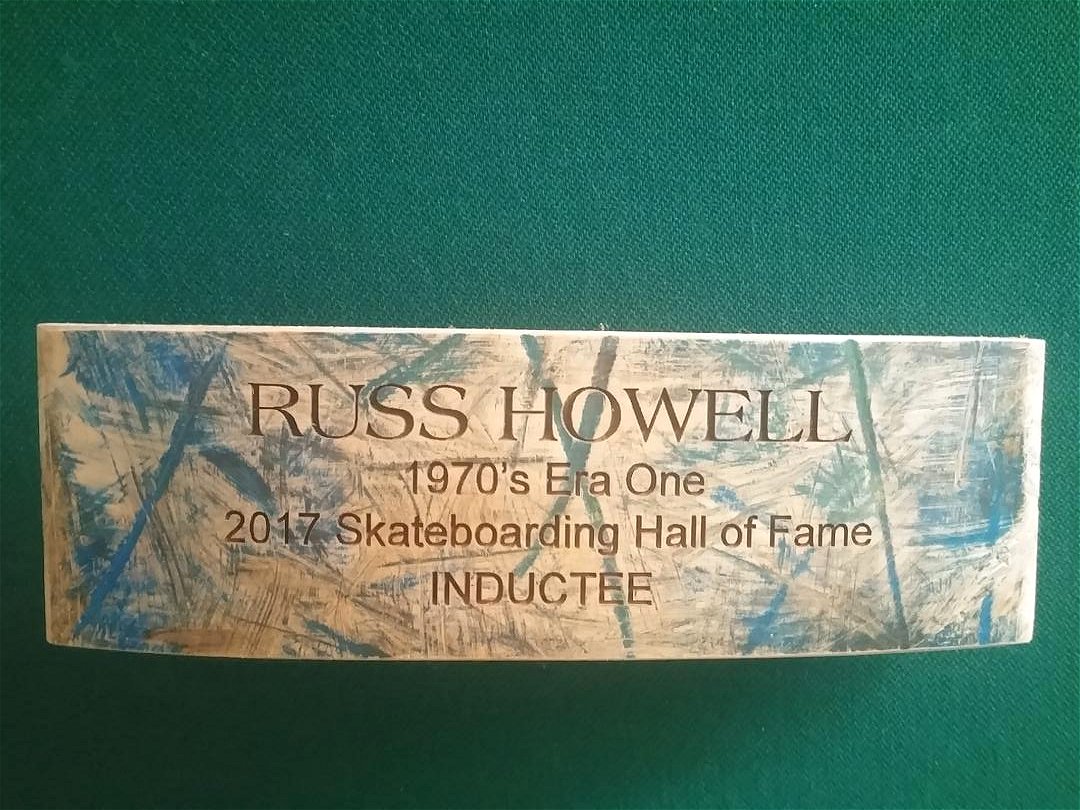 RUSS HOWELL
1970's Era One
2017 Skateboarding Hall of Fame
INDUCTEE